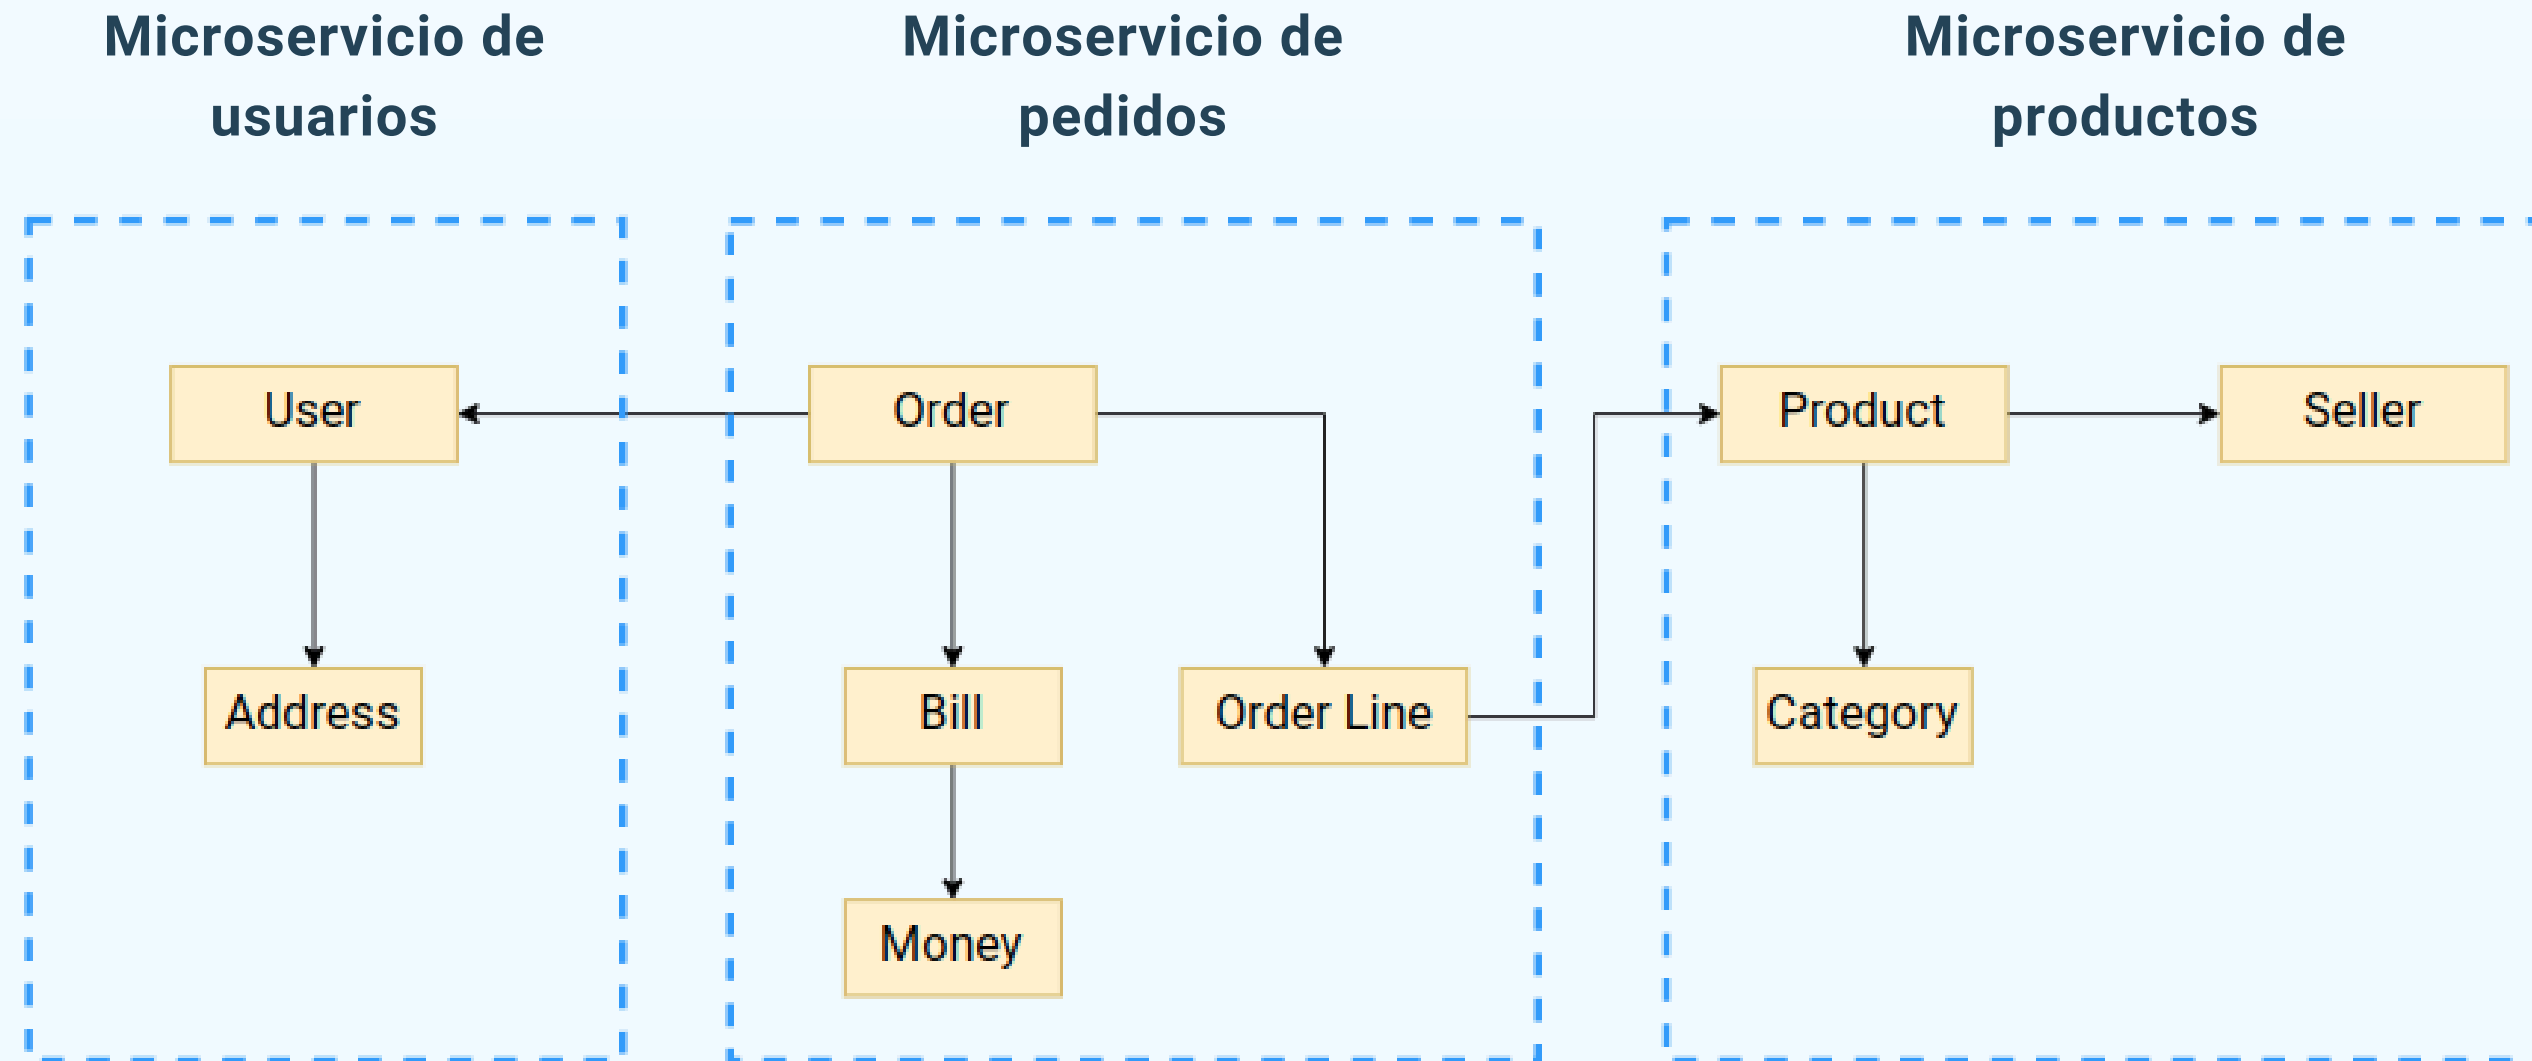 Microservicio de
usuarios
Microservicio de
pedidos
Microservicio de
productos
User
Order
Product
Seller
Address
Bill
Order Line
Category
Money